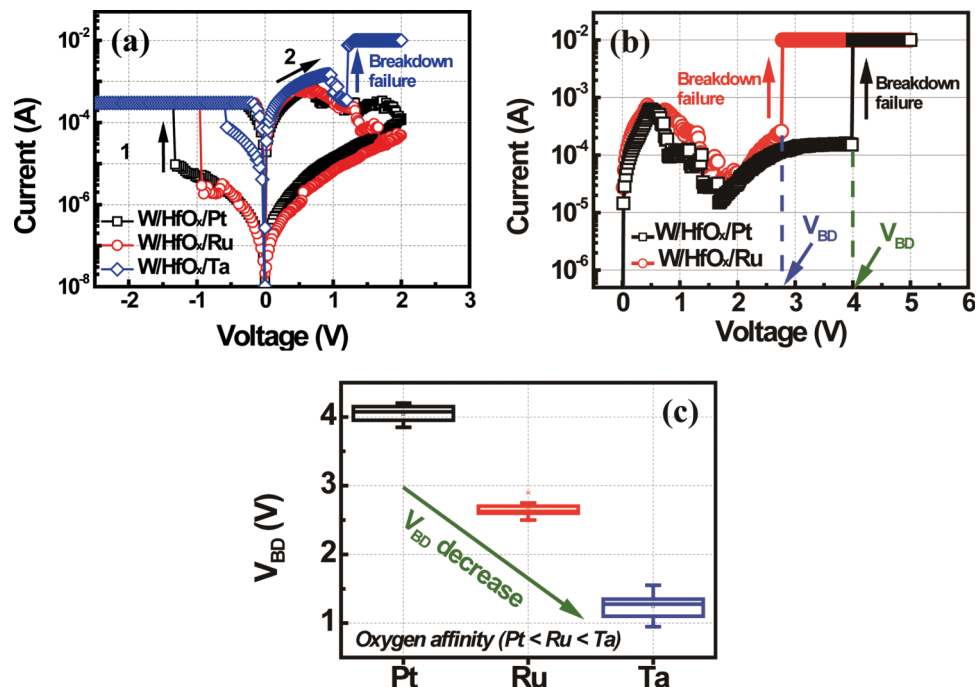 (a)
2
Breakdown
failure
1
W/HfOx/Pt
W/HfOx/Ru
W/HfOx/Ta
10-2
10-4
10-6
10-8
Current (A)
-2 -1 0 1 2
Voltage (V)
(b)
Breakdown
failure
Breakdown
failure
W/HfOx/Pt
W/HfOx/Ru
VBD
VBD
10-2
10-3
10-4
10-5
10-6
Current (A)
0 1 2 3 4 5 6
Voltage (V)
(c)
4
3
2
1
VBD (V)
VBD decrease
Oxygen affinity (Pt < Ru < Ta)
Pt Ru Ta